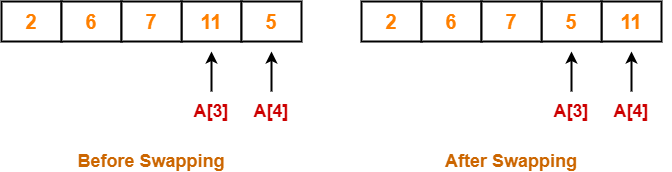 2 6 7 11 5
A[3] A[4]
Before Swapping
2 6 7 5 11
A[3] A[4]
After Swapping